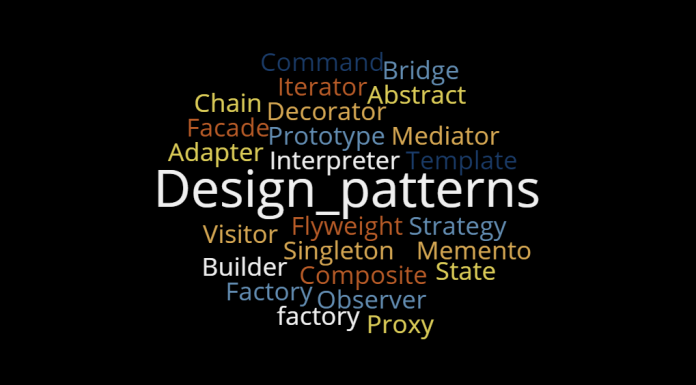 Command
Bridge
Iterator
Abstract
Chain
Decorator
Facade
Prototype
Mediator
Adapter
Interpreter
Template
Design_patterns
Visitor
Flyweight
Strategy
Singleton
Memento
Builder
Composite
State
Factory
Observer
factory
Proxy